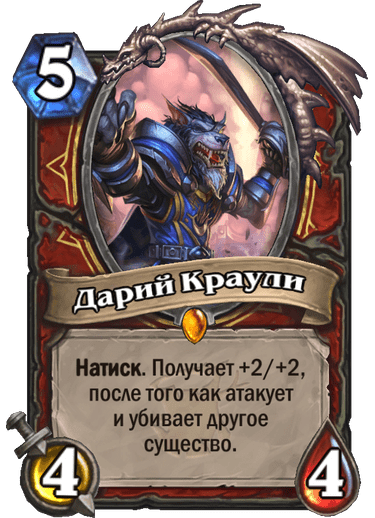 5
Дарий Краули
Натиск. Получает +2/+2,
после того как атакует
и убивает другое
существо.
4
4